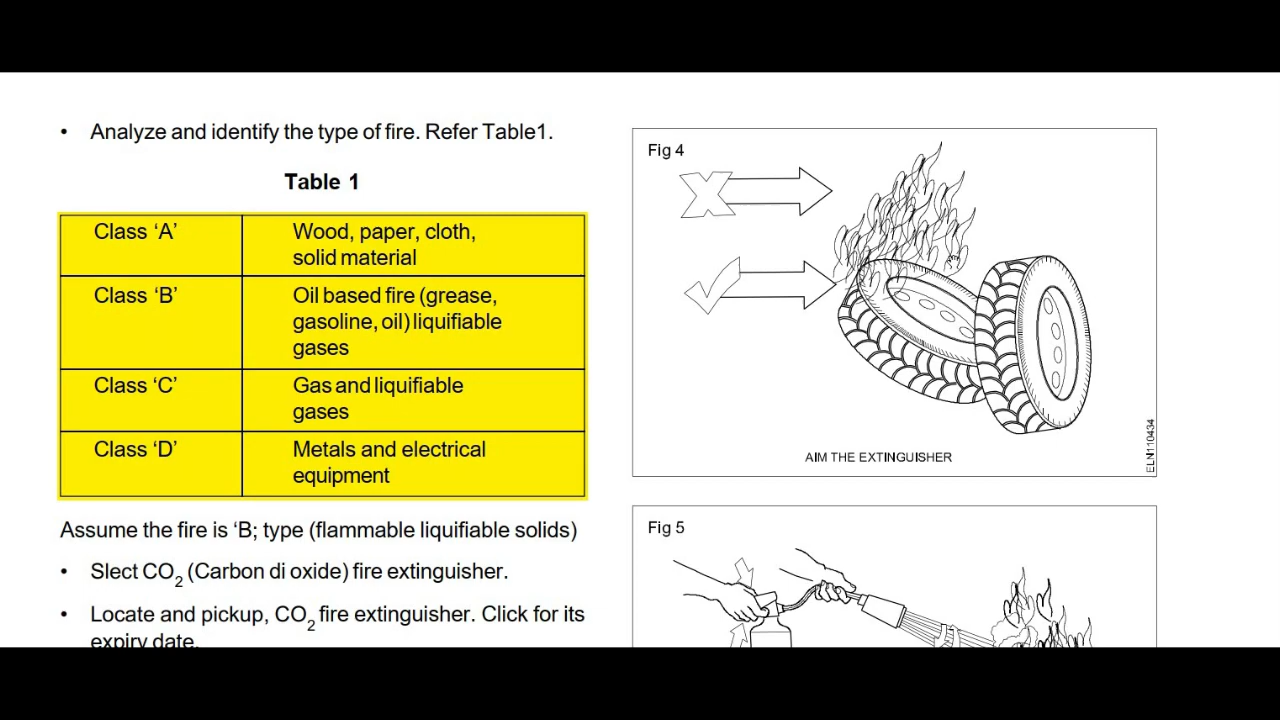 • Analyze and identify the type of fire. Refer Table1.
Table 1
Class ‘A’ Wood, paper, cloth,
solid material
Class ‘B’ Oil based fire (grease,
gasoline, oil) liquifiable
gases
Class ‘C’ Gas and liquifiable
gases
Class ‘D’ Metals and electrical
equipment
Assume the fire is ‘B; type (flammable liquifiable solids)
• Slect CO2 (Carbon di oxide) fire extinguisher.
• Locate and pickup, CO2 fire extinguisher. Click for its
expiry date.
Fig 4
AIM THE EXTINGUISHER
ELN110434
Fig 5